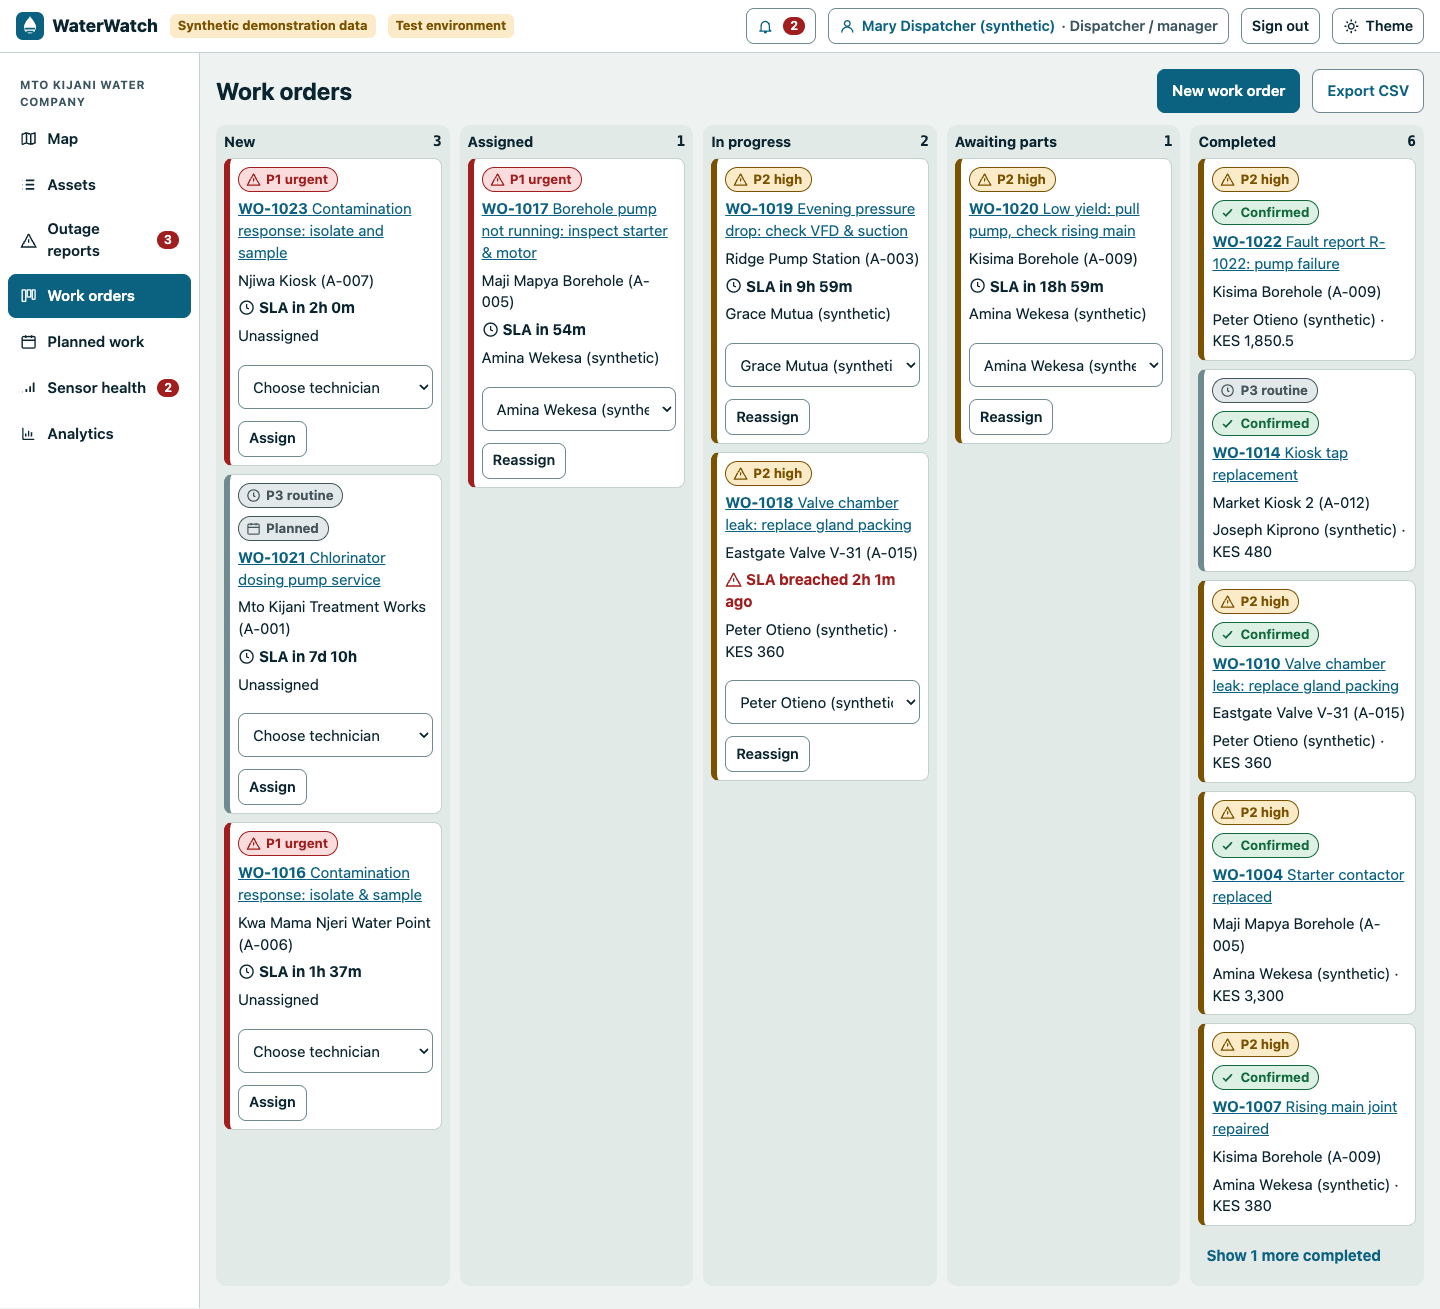 WaterWatch
Synthetic demonstration data
Test environment
2
Mary Dispatcher (synthetic) · Dispatcher / manager
Sign out
Theme
MTO KIJANI WATER
COMPANY
Map
Assets
Outage
reports
3
Work orders
Planned work
Sensor health
2
Analytics
Work orders
New work order
Export CSV
New
3
P1 urgent
WO-1023 Contamination
response: isolate and
sample
Njiwa Kiosk (A-007)
SLA in 2h 0m
Unassigned
Choose technician
Assign
P3 routine
Planned
WO-1021 Chlorinator
dosing pump service
Mto Kijani Treatment Works
(A-001)
SLA in 7d 10h
Unassigned
Choose technician
Assign
P1 urgent
WO-1016 Contamination
response: isolate & sample
Kwa Mama Njeri Water Point
(A-006)
SLA in 1h 37m
Unassigned
Choose technician
Assign
Assigned
1
P1 urgent
WO-1017 Borehole pump
not running: inspect starter
& motor
Maji Mapya Borehole (A-
005)
SLA in 54m
Amina Wekesa (synthetic)
Amina Wekesa (synthe
Reassign
In progress
2
P2 high
WO-1019 Evening pressure
drop: check VFD & suction
Ridge Pump Station (A-003)
SLA in 9h 59m
Grace Mutua (synthetic)
Grace Mutua (syntheti
Reassign
P2 high
WO-1018 Valve chamber
leak: replace gland packing
Eastgate Valve V-31 (A-015)
SLA breached 2h 1m
ago
Peter Otieno (synthetic) ·
KES 360
Peter Otieno (synthetic
Reassign
Awaiting parts
1
P2 high
WO-1020 Low yield: pull
pump, check rising main
Kisima Borehole (A-009)
SLA in 18h 59m
Amina Wekesa (synthetic)
Amina Wekesa (synthe
Reassign
Completed
6
P2 high
Confirmed
WO-1022 Fault report R-
1022: pump failure
Kisima Borehole (A-009)
Peter Otieno (synthetic) ·
KES 1,850.5
P3 routine
Confirmed
WO-1014 Kiosk tap
replacement
Market Kiosk 2 (A-012)
Joseph Kiprono (synthetic) ·
KES 480
P2 high
Confirmed
WO-1010 Valve chamber
leak: replace gland packing
Eastgate Valve V-31 (A-015)
Peter Otieno (synthetic) ·
KES 360
P2 high
Confirmed
WO-1004 Starter contactor
replaced
Maji Mapya Borehole (A-
005)
Amina Wekesa (synthetic) ·
KES 3,300
P2 high
Confirmed
WO-1007 Rising main joint
repaired
Kisima Borehole (A-009)
Amina Wekesa (synthetic) ·
KES 380
Show 1 more completed